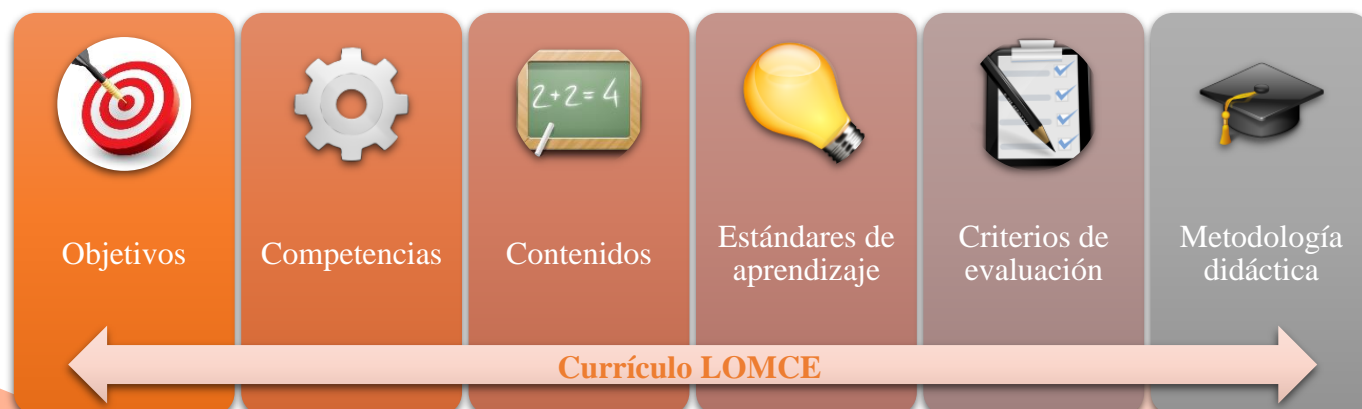 2+2=4
Objetivos
Competencias
Contenidos
Estándares de
aprendizaje
Criterios de
evaluación
Metodología
didáctica
Currículo LOMCE